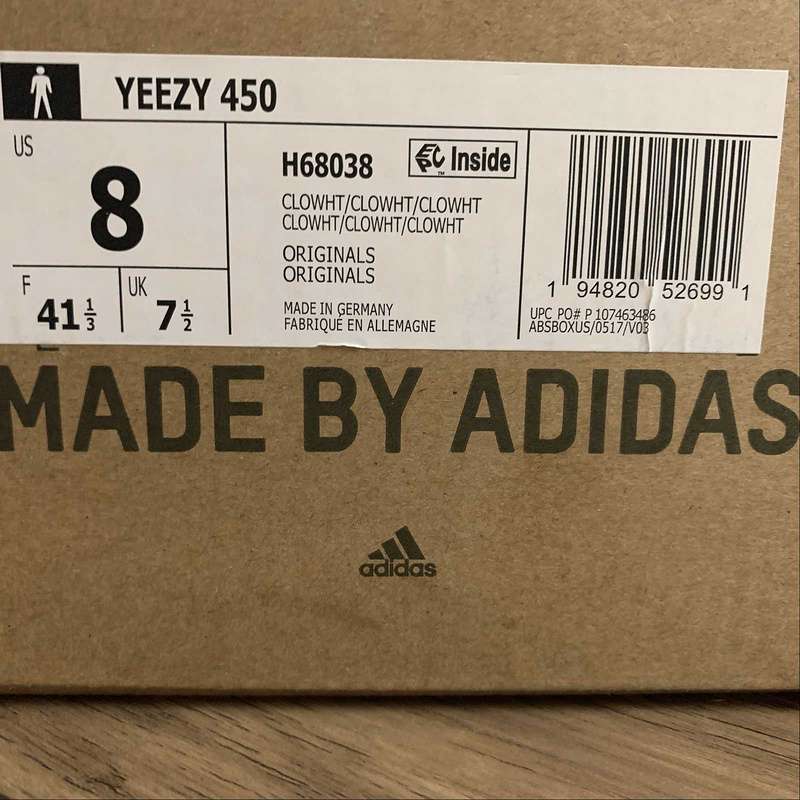 YEEZY 450
US
8
F
41 1/3
UK
7 1/2
H68038
EPC Inside
™
CLOWHT/CLOWHT/CLOWHT
CLOWHT/CLOWHT/CLOWHT
ORIGINALS
ORIGINALS
MADE IN GERMANY
FABRIQUÉ EN ALLEMAGNE
1 94820 52699 1
UPC PO# P 107463486
ABSBOXUS/0517/V03
MADE BY ADIDAS
adidas